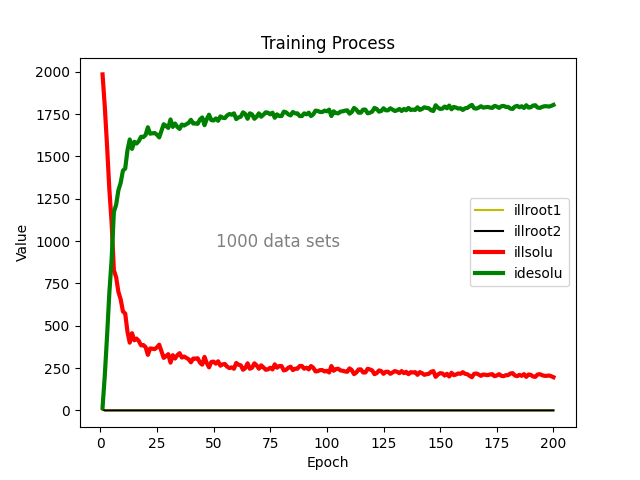 Training Process
Value
2000
1750
1500
1250
1000
750
500
250
0
1000 data sets
illroot1
illroot2
illsolu
idesolu
0 25 50 75 100 125 150 175 200
Epoch